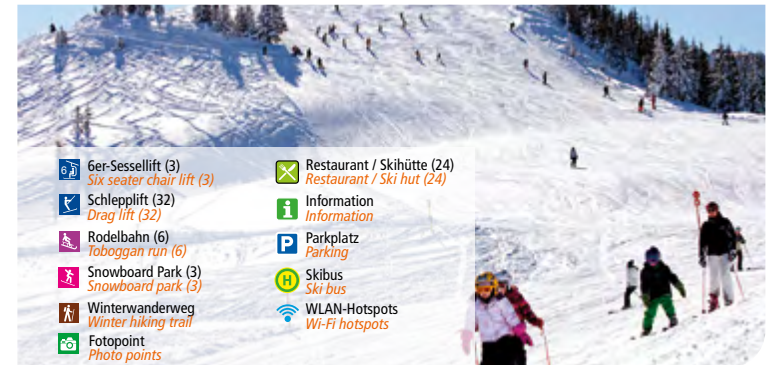 6
6er-Sessellift (3)
Six seater chair lift (3)
Schlepplift (32)
Drag lift (32)
Rodelbahn (6)
Toboggan run (6)
Snowboard Park (3)
Snowboard park (3)
Winterwanderweg
Winter hiking trail
Fotopoint
Photo points
Restaurant / Skihütte (24)
Restaurant / Ski hut (24)
i
Information
Information
P
Parkplatz
Parking
H
Skibus
Ski bus
WLAN-Hotspots
Wi-Fi hotspots